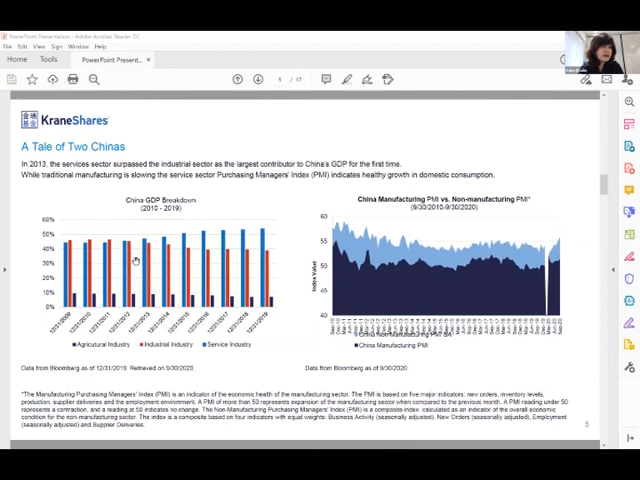 PowerPoint Presentation - Adobe Acrobat Reader DC
File Edit View Sign Window Help
Home Tools PowerPoint Present... ×
5 / 17
金瑞
基金 KraneShares
A Tale of Two Chinas
In 2013, the services sector surpassed the industrial sector as the largest contributor to China's GDP for the first time.
While traditional manufacturing is slowing the service sector Purchasing Managers' Index (PMI) indicates healthy growth in domestic consumption.
China GDP Breakdown
(2010 - 2019)
60%
50%
40%
30%
20%
10%
0%
12/31/2009 12/31/2010 12/31/2011 12/31/2012 12/31/2013 12/31/2014 12/31/2015 12/31/2016 12/31/2017 12/31/2018 12/31/2019
Agricultural Industry Industrial Industry Service Industry
Data from Bloomberg as of 12/31/2019. Retrieved on 9/30/2020.
China Manufacturing PMI vs. Non-manufacturing PMI*
(9/30/2010-9/30/2020)
Index Value
60
55
50
45
40
China Non-Manufacturing PMI SA
China Manufacturing PMI
Data from Bloomberg as of 9/30/2020.
*The Manufacturing Purchasing Managers' Index (PMI) is an indicator of the economic health of the manufacturing sector. The PMI is based on five major indicators: new orders, inventory levels,
production, supplier deliveries and the employment environment. A PMI of more than 50 represents expansion of the manufacturing sector when compared to the previous month. A PMI reading under 50
represents a contraction, and a reading at 50 indicates no change. The Non-Manufacturing PMI is a composite index calculated as an indicator of the overall economic
condition for the non-manufacturing sector. The index is a composite based on four indicators with equal weights: Business Activity (seasonally adjusted), New Orders (seasonally adjusted), Employment
(seasonally adjusted) and Supplier Deliveries.
5